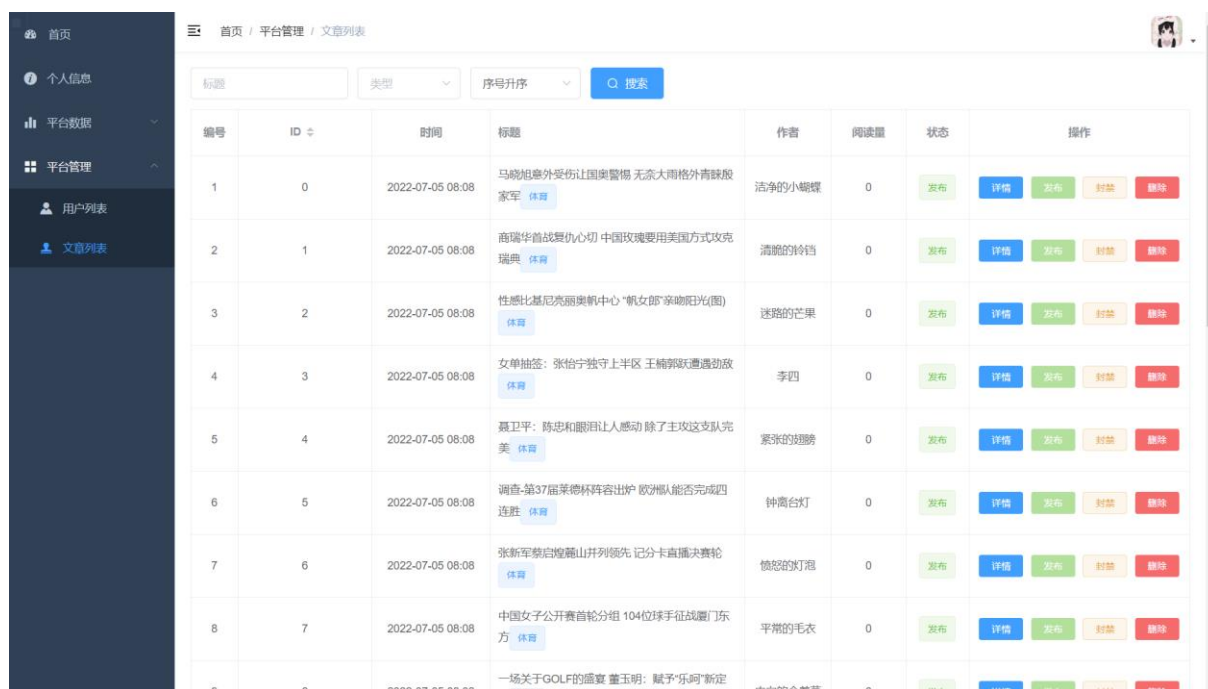 首页
个人信息
平台数据
平台管理
用户列表
文章列表
首页 / 平台管理 / 文章列表
标题 类型 序号升序 搜索
编号 ID 时间 标题 作者 阅读量 状态 操作
马晓旭意外受伤让国奥警惕 无奈大雨格外青睐殷
1 0 2022-07-05 08:08 家军 体育 洁净的小蝴蝶 0 发布 详情 发布 封禁 删除
商瑞华首战复仇心切 中国玫瑰要用美国方式攻克
2 1 2022-07-05 08:08 瑞典 体育 清脆的铃铛 0 发布 详情 发布 封禁 删除
性感比基尼亮丽奥帆中心 “帆女郎”亲吻阳光(图)
3 2 2022-07-05 08:08 体育 迷路的芒果 0 发布 详情 发布 封禁 删除
女单抽签：张怡宁独守上半区 王楠郭跃遭遇劲敌
4 3 2022-07-05 08:08 体育 李四 0 发布 详情 发布 封禁 删除
聂卫平：陈忠和眼泪让人感动 除了主攻这支队完
5 4 2022-07-05 08:08 美 体育 紧张的翅膀 0 发布 详情 发布 封禁 删除
调查-第37届莱德杯阵容出炉 欧洲队能否完成四
6 5 2022-07-05 08:08 连胜 体育 钟离台灯 0 发布 详情 发布 封禁 删除
张新军蔡启煌麓山并列领先 记分卡直播决赛轮
7 6 2022-07-05 08:08 体育 愤怒的灯泡 0 发布 详情 发布 封禁 删除
中国女子公开赛首轮分组 104位球手征战厦门东
8 7 2022-07-05 08:08 方 体育 平常的毛衣 0 发布 详情 发布 封禁 删除
一场关于GOLF的盛宴 董玉明：赋予“乐呵”新定